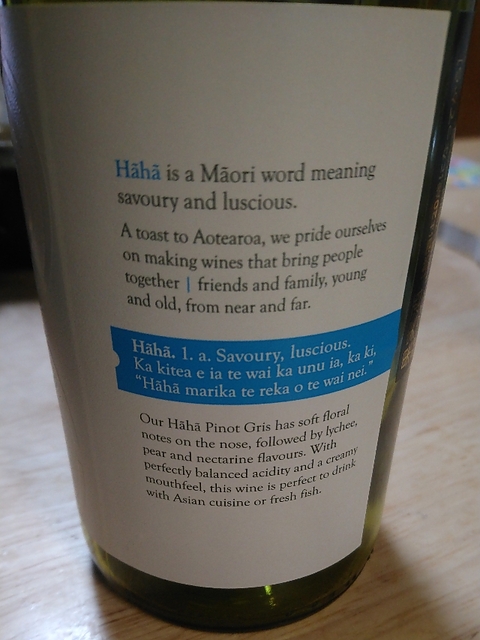 Hāhā is a Māori word meaning
savoury and luscious.
A toast to Aotearoa, we pride ourselves
on making wines that bring people
together | friends and family, young
and old, from near and far.
Hāhā. 1. a. Savoury, luscious.
Ka kitea e ia te wai ka unu ia, ka ki,
"Hāhā marika te reka o te wai nei."
Our Hāhā Pinot Gris has soft floral
notes on the nose, followed by lychee,
pear and nectarine flavours. With
perfectly balanced acidity and a creamy
mouthfeel, this wine is perfect to drink
with Asian cuisine or fresh fish.